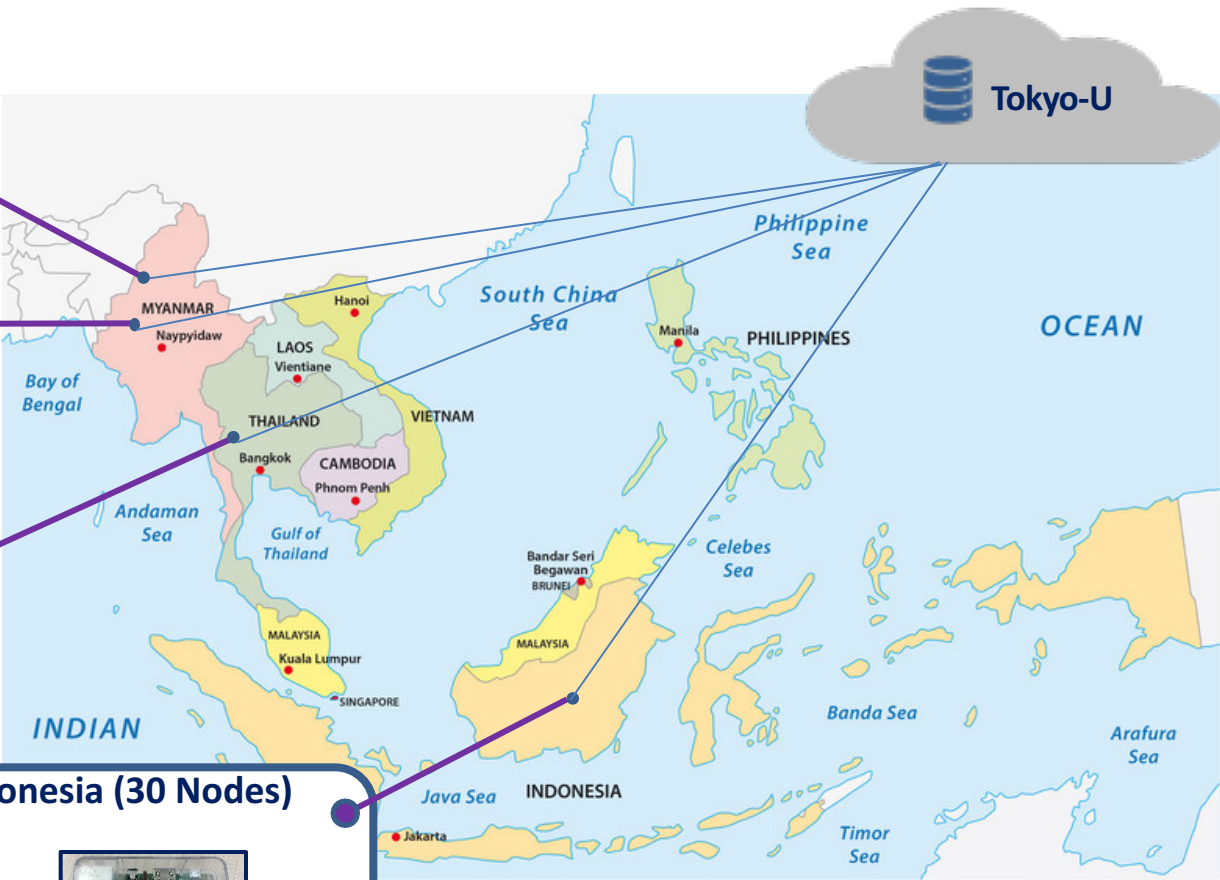 Tokyo-U
Philippine
Sea
MYANMAR
Naypyidaw
Hanoi
South China
Sea
LAOS
Vientiane
Manila
PHILIPPINES
OCEAN
Bay of
Bengal
THAILAND
VIETNAM
Bangkok
CAMBODIA
Phnom Penh
Andaman
Sea
Gulf of
Thailand
Bandar Seri
Begawan
BRUNEI
Celebes
Sea
MALAYSIA
MALAYSIA
Kuala Lumpur
SINGAPORE
INDIAN
Banda Sea
Arafura
Sea
onesia (30 Nodes)
Java Sea
INDONESIA
Jakarta
Timor
Sea